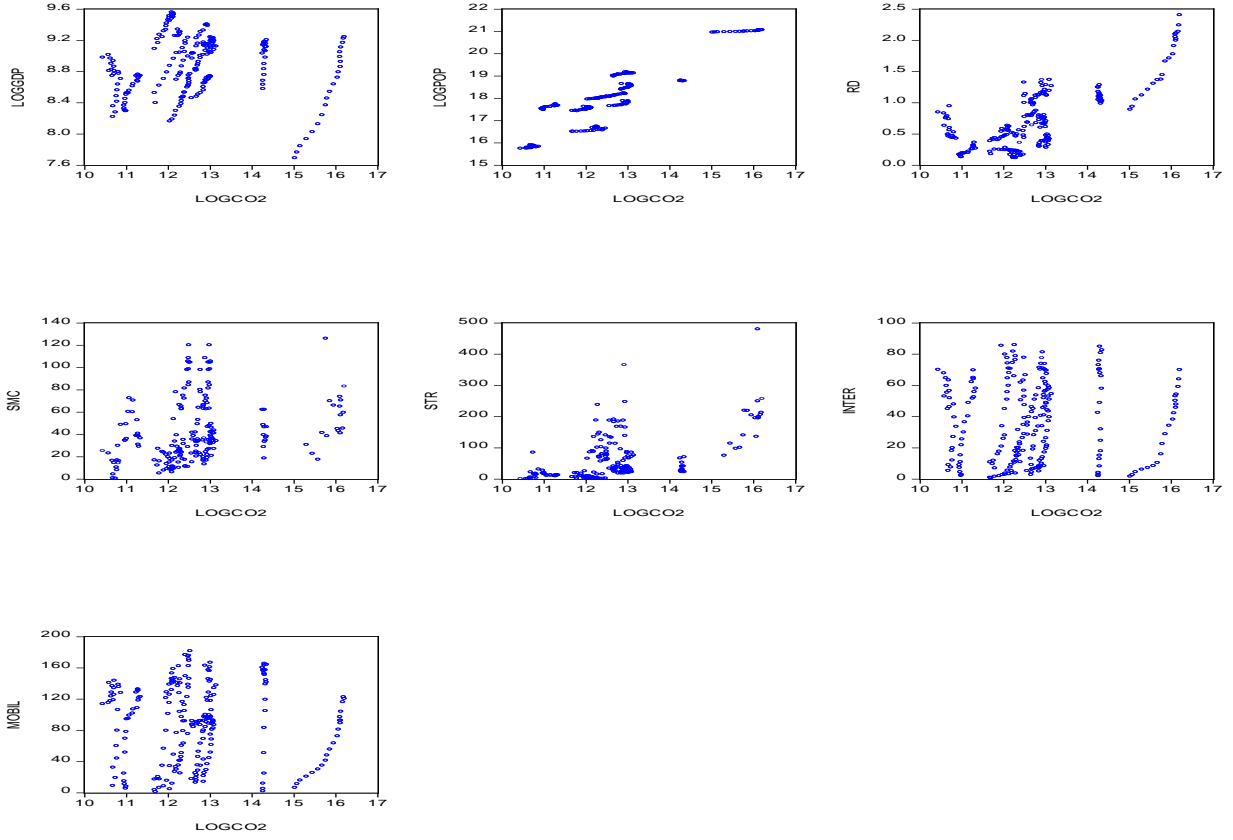 9.6
9.2
8.8
8.4
8.0
7.6
LOGGDP
10 11 12 13 14 15 16 17
LOGCO2
22
21
20
19
18
17
16
15
LOGPOP
10 11 12 13 14 15 16 17
LOGCO2
2.5
2.0
1.5
1.0
0.5
0.0
RD
10 11 12 13 14 15 16 17
LOGCO2
140
120
100
80
60
40
20
0
SMC
10 11 12 13 14 15 16 17
LOGCO2
500
400
300
200
100
0
STR
10 11 12 13 14 15 16 17
LOGCO2
100
80
60
40
20
0
INTER
10 11 12 13 14 15 16 17
LOGCO2
200
160
120
80
40
0
MOBIL
10 11 12 13 14 15 16 17
LOGCO2